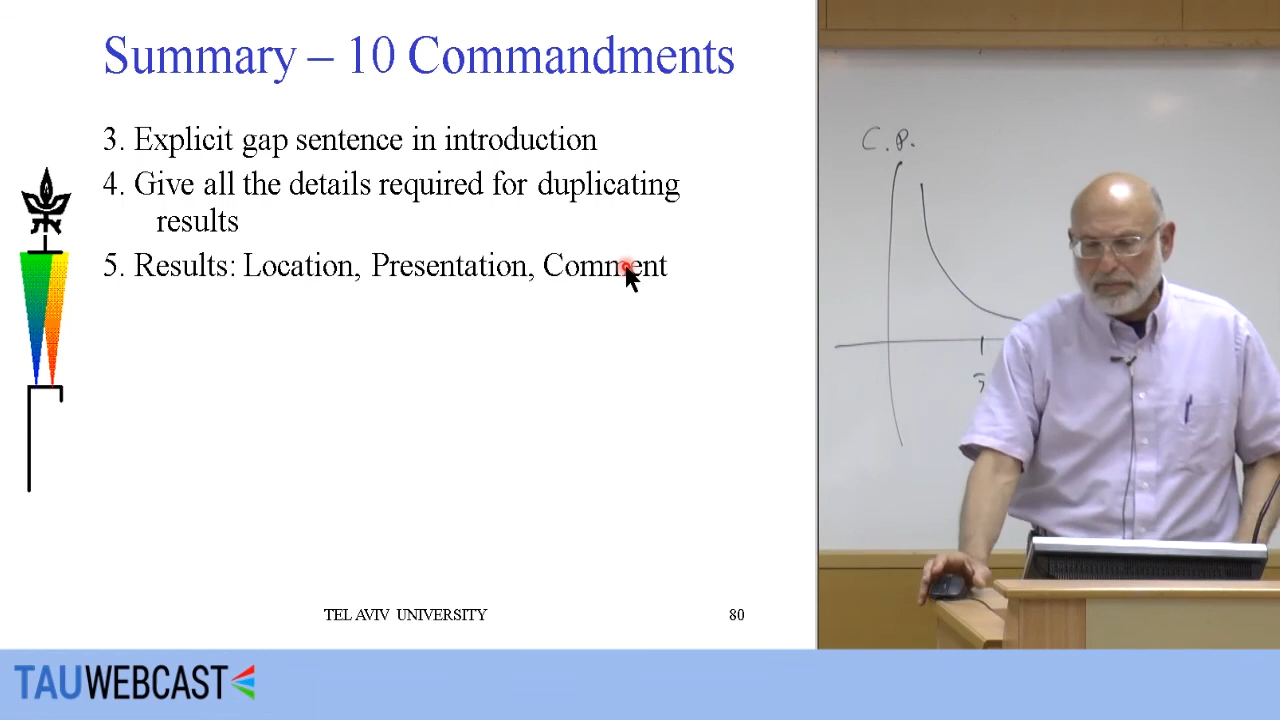 Summary – 10 Commandments
3. Explicit gap sentence in introduction
4. Give all the details required for duplicating
results
5. Results: Location, Presentation, Comment
C.P.
TEL AVIV UNIVERSITY
80
TAUWEBCAST